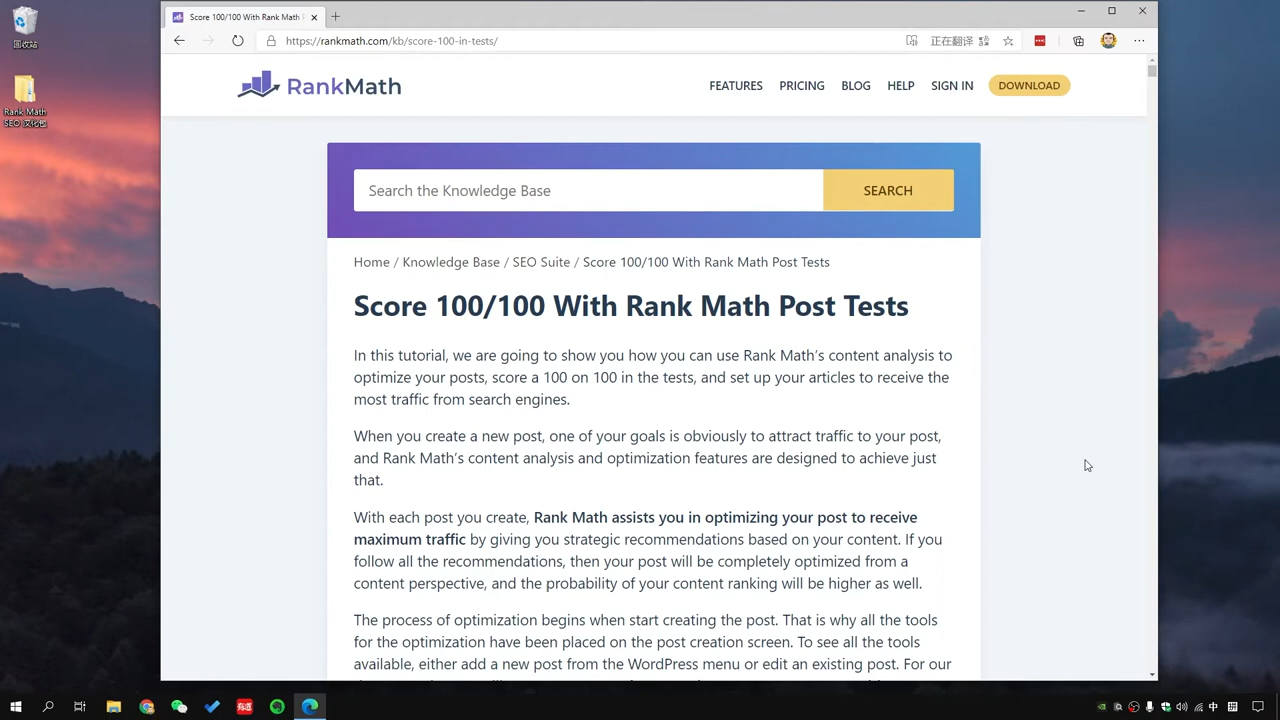 回收站
Rank Math
SEO 汉化包
Score 100/100 With Rank Math
https://rankmath.com/kb/score-100-in-tests/
正在翻译
RankMath
FEATURES
PRICING
BLOG
HELP
SIGN IN
DOWNLOAD
Search the Knowledge Base
SEARCH
Home / Knowledge Base / SEO Suite / Score 100/100 With Rank Math Post Tests
Score 100/100 With Rank Math Post Tests
In this tutorial, we are going to show you how you can use Rank Math’s content analysis to
optimize your posts, score a 100 on 100 in the tests, and set up your articles to receive the
most traffic from search engines.
When you create a new post, one of your goals is obviously to attract traffic to your post,
and Rank Math’s content analysis and optimization features are designed to achieve just
that.
With each post you create, Rank Math assists you in optimizing your post to receive
maximum traffic by giving you strategic recommendations based on your content. If you
follow all the recommendations, then your post will be completely optimized from a
content perspective, and the probability of your content ranking will be higher as well.
The process of optimization begins when start creating the post. That is why all the tools
for the optimization have been placed on the post creation screen. To see all the tools
available, either add a new post from the WordPress menu or edit an existing post. For our
有道
中
拼